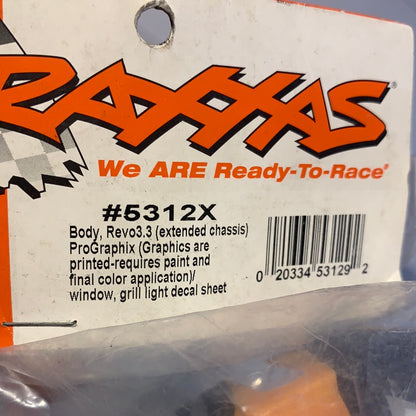 TRAXXAS
We ARE Ready-To-Race®
#5312X
Body, Revo3.3 (extended chassis)
ProGraphix (Graphics are
printed-requires paint and
final color application)/
window, grill light decal sheet
0 20334 53129 2